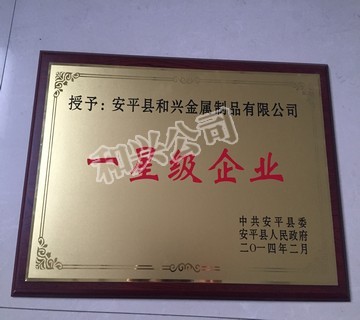 授予：安平县和兴金属制品有限公司
一星级企业
和兴公司
中共安平县委
安平县人民政府
二〇一四年二月